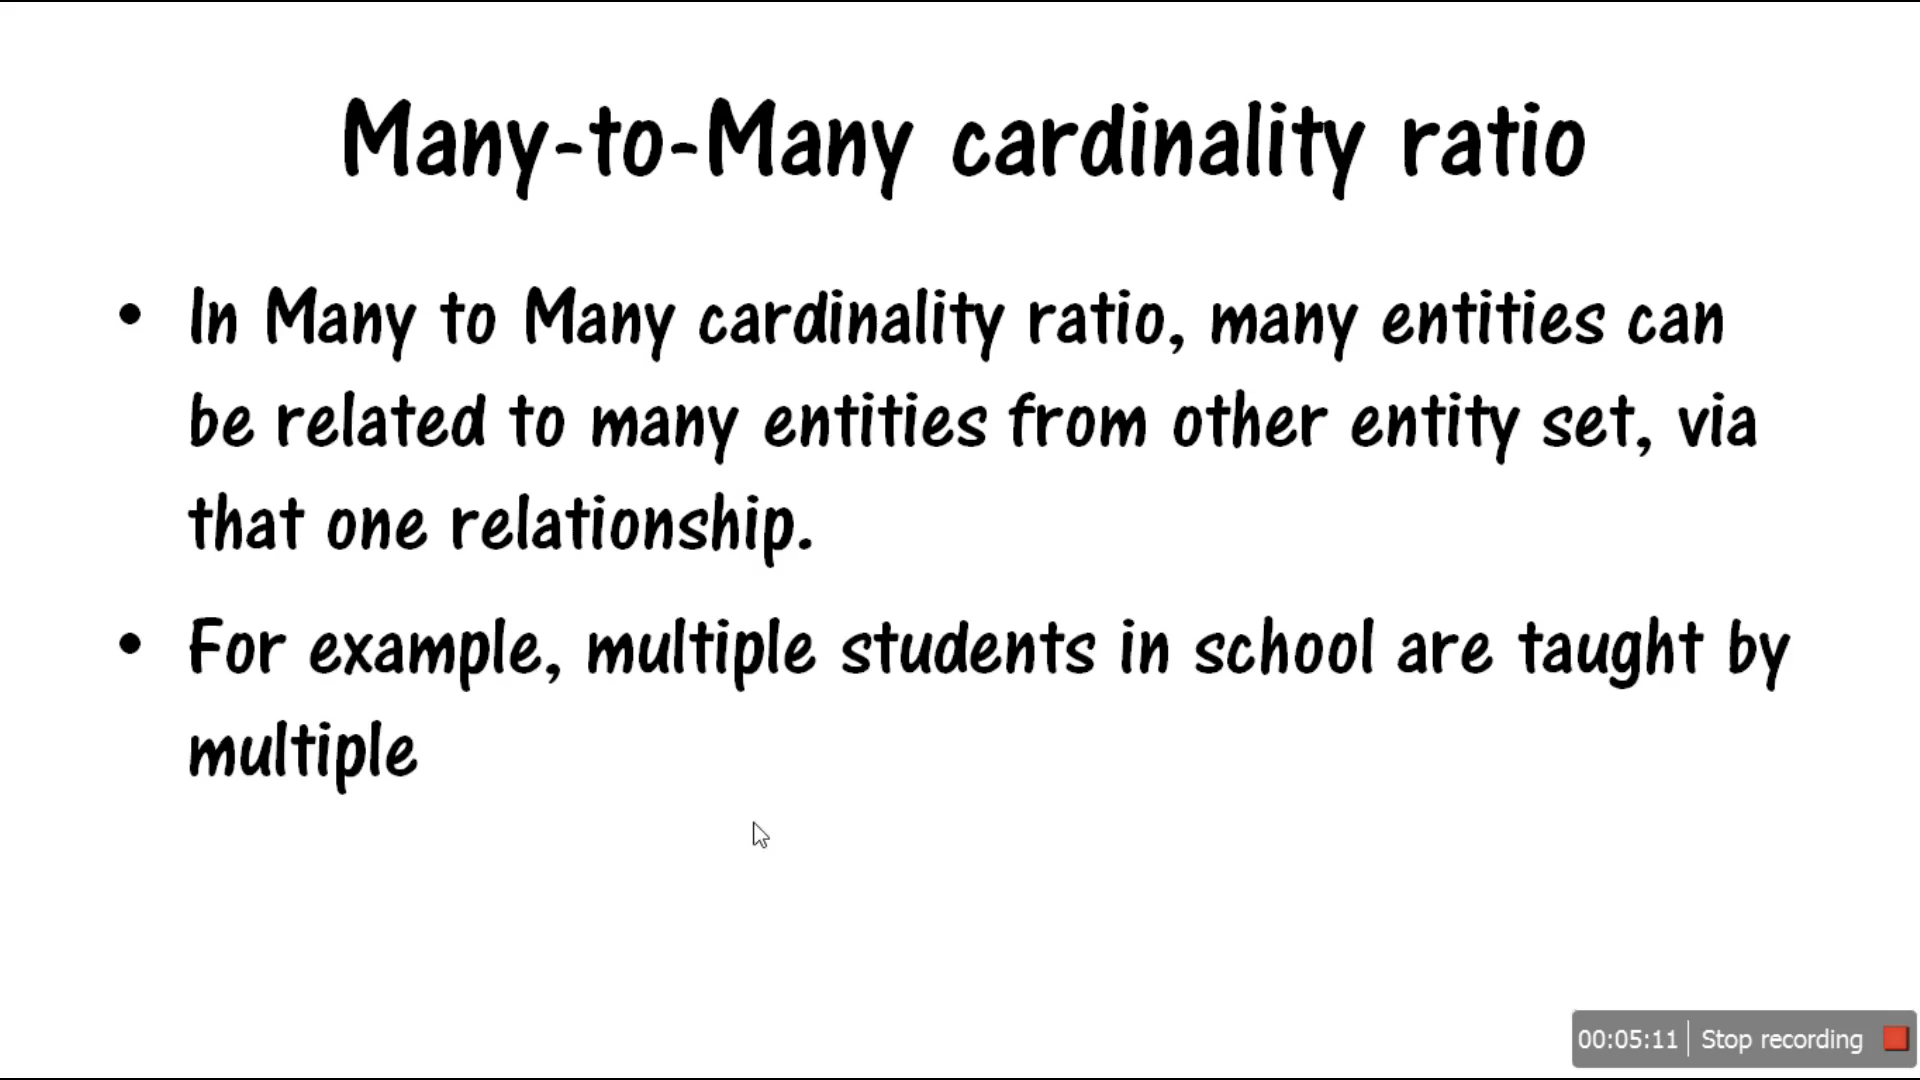 Many-to-Many cardinality ratio
• In Many to Many cardinality ratio, many entities can
be related to many entities from other entity set, via
that one relationship.
• For example, multiple students in school are taught by
multiple
00:05:11 Stop recording